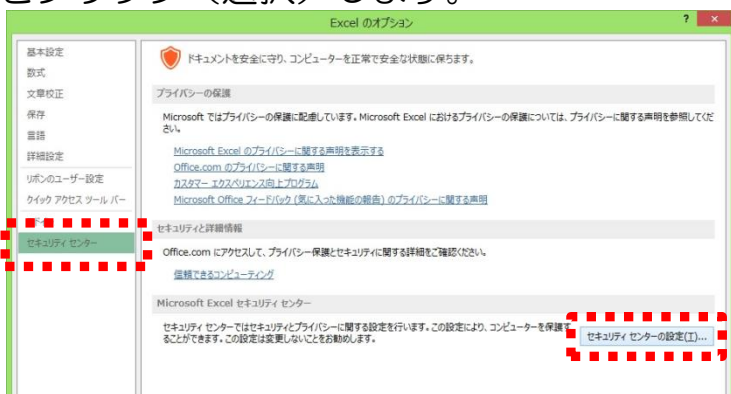 をクリック（選択）します。
Excel のオプション
? ×
基本設定
数式
文章校正
保存
言語
詳細設定
リボンのユーザー設定
クイック アクセス ツール バー
セキュリティ センター
ドキュメントを安全に守り、コンピューターを正常で安全な状態に保ちます。
プライバシーの保護
Microsoft ではプライバシーの保護に配慮しています。Microsoft Excel におけるプライバシーの保護については、プライバシーに関する声明を参照してくだ
さい。
Microsoft Excel のプライバシーに関する声明を表示する
Office.com のプライバシーに関する声明
カスタマー エクスペリエンス向上プログラム
Microsoft Office フィードバック (気に入った機能の報告) のプライバシーに関する声明
セキュリティと詳細情報
Office.com にアクセスして、プライバシー保護とセキュリティに関する詳細をご確認ください。
信頼できるコンピューティング
Microsoft Excel セキュリティ センター
セキュリティ センターではセキュリティとプライバシーに関する設定を行います。この設定により、コンピューターを保護す
ることができます。この設定は変更しないことをお勧めします。
セキュリティ センターの設定(T)...